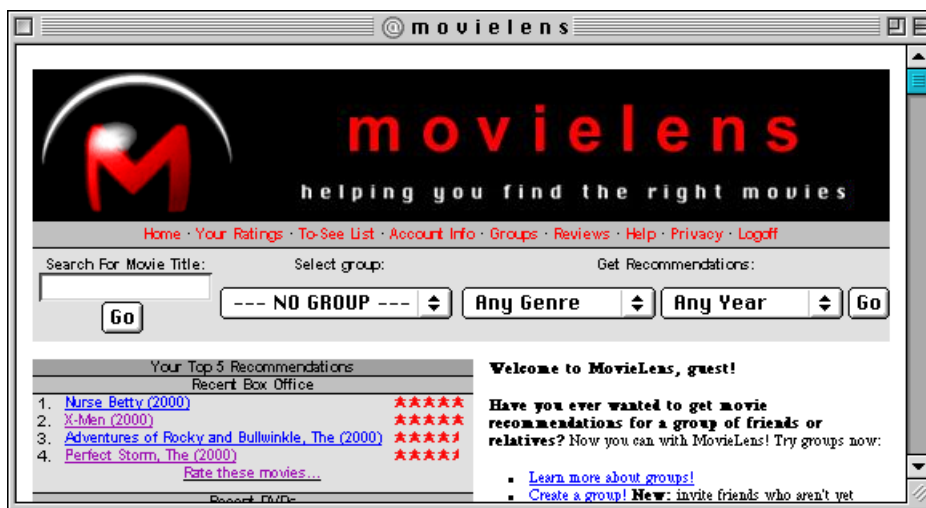 movielens
movielens
helping you find the right movies
Home · Your Ratings · To-See List · Account Info · Groups · Reviews · Help · Privacy · Logoff
Search For Movie Title: Select group: Get Recommendations:
--- NO GROUP --- Any Genre Any Year Go
Go
Your Top 5 Recommendations
Recent Box Office
1. Nurse Betty (2000)
2. X-Men (2000)
3. Adventures of Rocky and Bullwinkle, The (2000)
4. Perfect Storm, The (2000)
Rate these movies...
Recent DVDs
Welcome to MovieLens, guest!
Have you ever wanted to get movie
recommendations for a group of friends or
relatives? Now you can with MovieLens! Try groups now:
Learn more about groups!
Create a group! New: invite friends who aren't yet